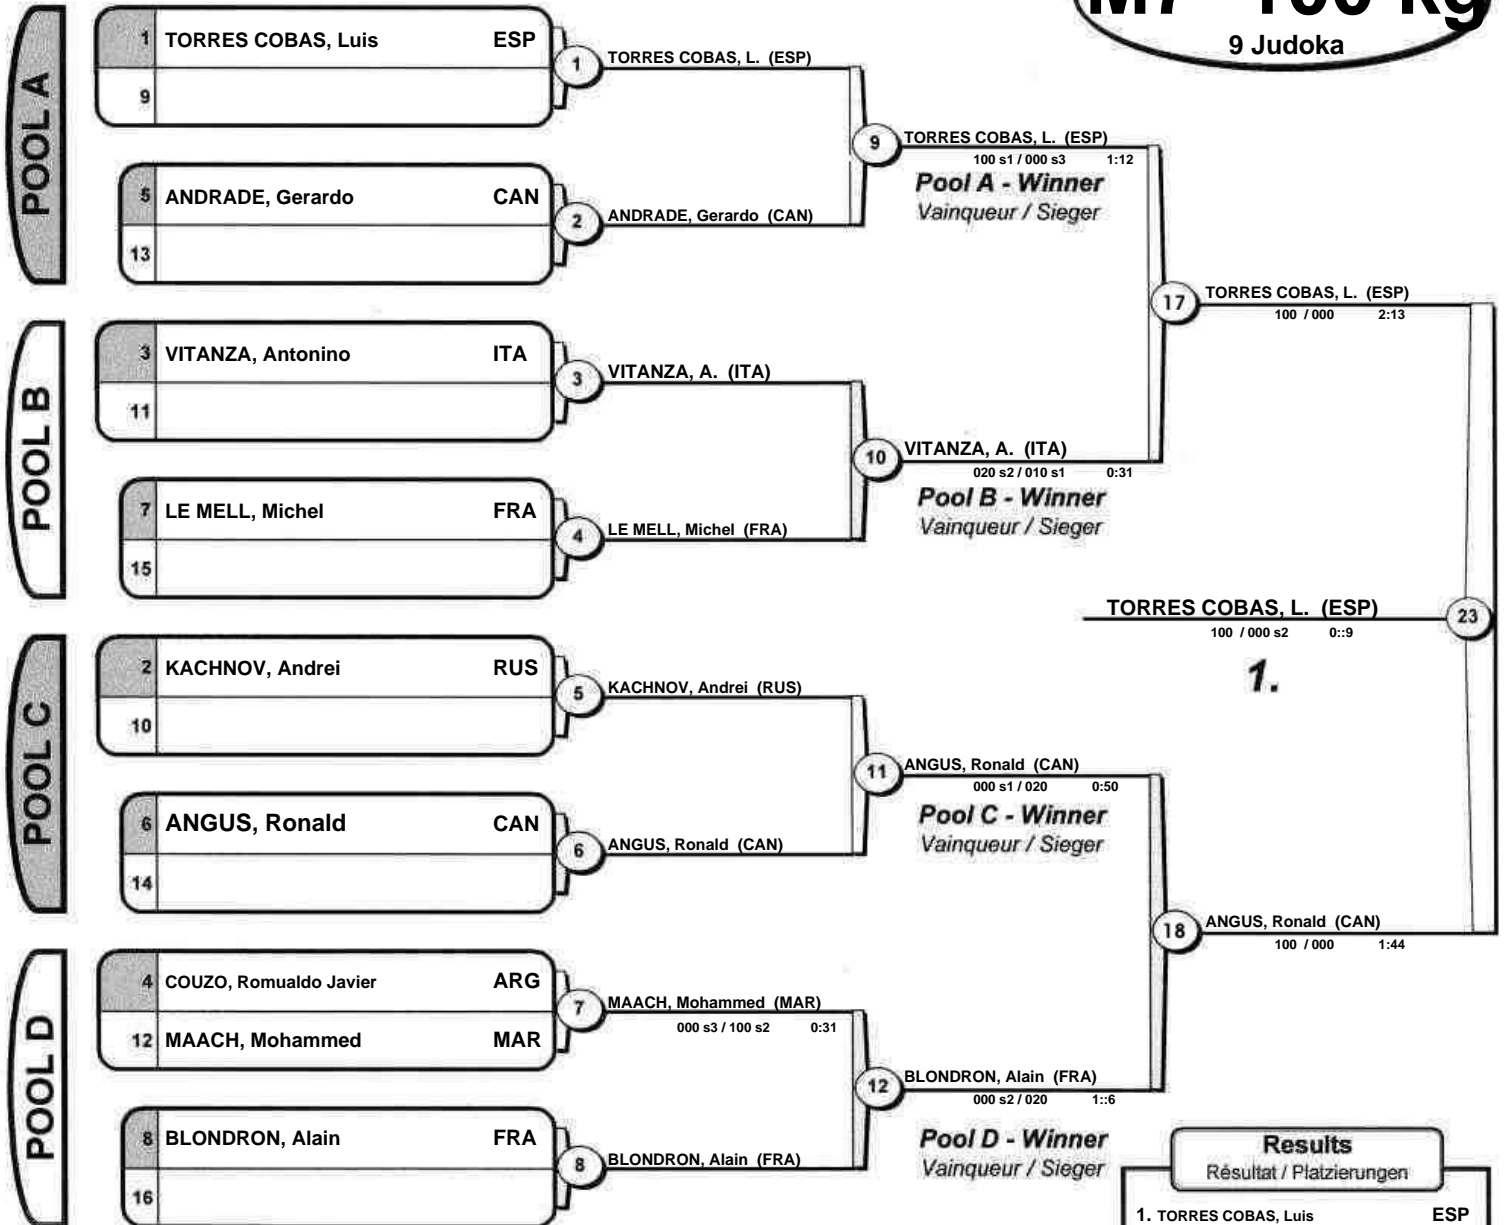 M7 -100 kg
9 Judoka
POOL A
1 TORRES COBAS, Luis ESP
9
5 ANDRADE, Gerardo CAN
13
1 TORRES COBAS, L. (ESP)
2 ANDRADE, Gerardo (CAN)
9 TORRES COBAS, L. (ESP)
100 s1 / 000 s3 1:12
Pool A - Winner
Vainqueur / Sieger
POOL B
3 VITANZA, Antonino ITA
11
7 LE MELL, Michel FRA
15
3 VITANZA, A. (ITA)
4 LE MELL, Michel (FRA)
10 VITANZA, A. (ITA)
020 s2 / 010 s1 0:31
Pool B - Winner
Vainqueur / Sieger
17 TORRES COBAS, L. (ESP)
100 / 000 2:13
TORRES COBAS, L. (ESP) 23
100 / 000 s2 0::9
1.
POOL C
2 KACHNOV, Andrei RUS
10
6 ANGUS, Ronald CAN
14
5 KACHNOV, Andrei (RUS)
6 ANGUS, Ronald (CAN)
11 ANGUS, Ronald (CAN)
000 s1 / 020 0:50
Pool C - Winner
Vainqueur / Sieger
POOL D
4 COUZO, Romualdo Javier ARG
12 MAACH, Mohammed MAR
8 BLONDRON, Alain FRA
16
7 MAACH, Mohammed (MAR)
000 s3 / 100 s2 0:31
8 BLONDRON, Alain (FRA)
12 BLONDRON, Alain (FRA)
000 s2 / 020 1::6
Pool D - Winner
Vainqueur / Sieger
18 ANGUS, Ronald (CAN)
100 / 000 1:44
Results
Résultat / Platzierungen
1. TORRES COBAS, Luis ESP